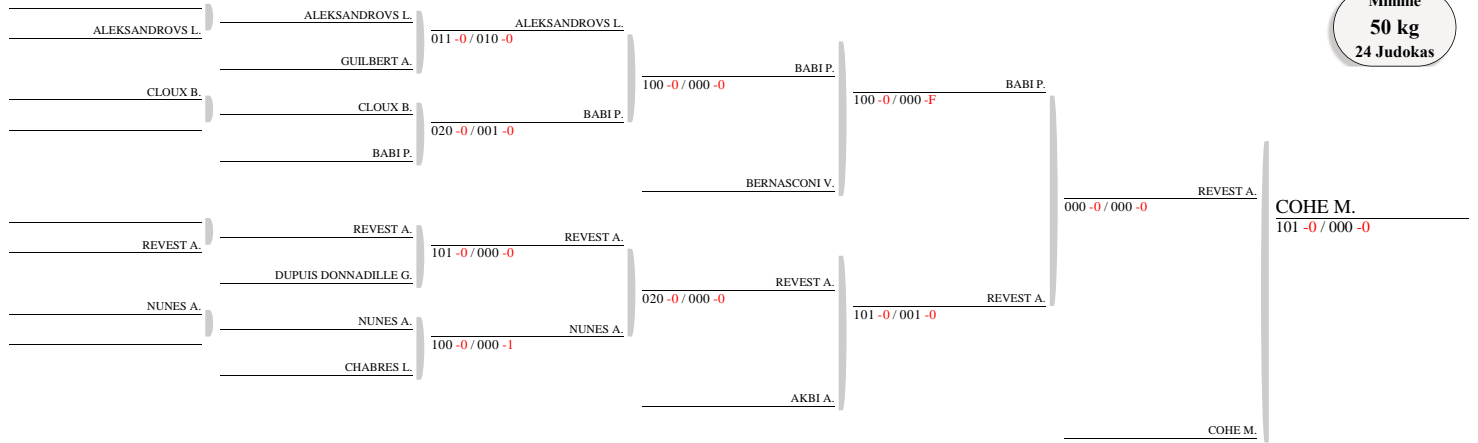 Minime
50 kg
24 Judokas
ALEKSANDROVS L.
CLOUX B.
REVEST A.
NUNES A.
ALEKSANDROVS L.
GUILBERT A.
CLOUX B.
BABI P.
REVEST A.
DUPUIS DONNADILLE G.
NUNES A.
CHABRES L.
ALEKSANDROVS L.
011 -0 / 010 -0
BABI P.
020 -0 / 001 -0
REVEST A.
101 -0 / 000 -0
NUNES A.
100 -0 / 000 -1
BABI P.
100 -0 / 000 -0
BERNASCONI V.
REVEST A.
020 -0 / 000 -0
AKBI A.
BABI P.
100 -0 / 000 -F
REVEST A.
101 -0 / 001 -0
REVEST A.
000 -0 / 000 -0
COHE M.
COHE M.
101 -0 / 000 -0